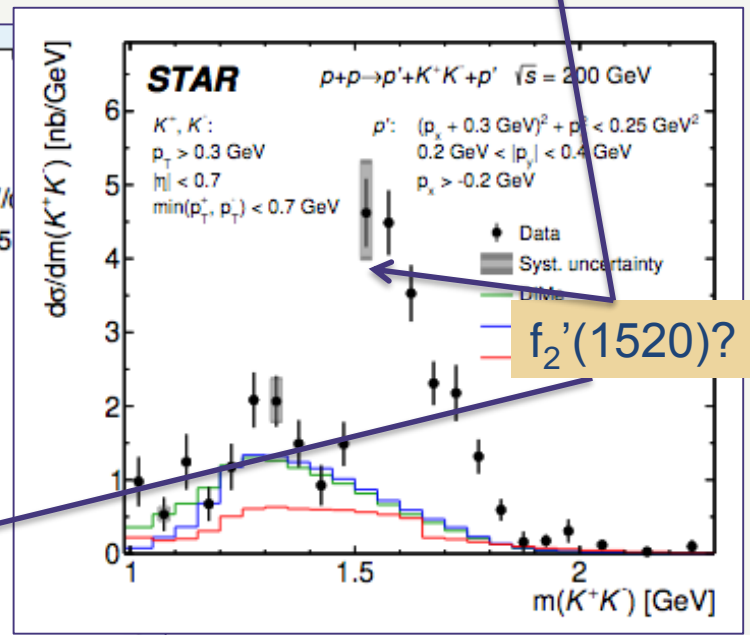 STAR p+p→p'+K⁺K⁻+p' √s = 200 GeV
K⁺, K⁻:
p_T > 0.3 GeV
|η| < 0.7
min(p_T⁺, p_T⁻) < 0.7 GeV
p': (p_x + 0.3 GeV)² + p_y² < 0.25 GeV²
0.2 GeV < |p_y| < 0.4 GeV
p_x > -0.2 GeV
Data
Syst. uncertainty
f₂'(1520)?
dσ/dm(K⁺K⁻) [nb/GeV]
6
5
4
3
2
1
0
1 1.5 2
m(K⁺K⁻) [GeV]
5